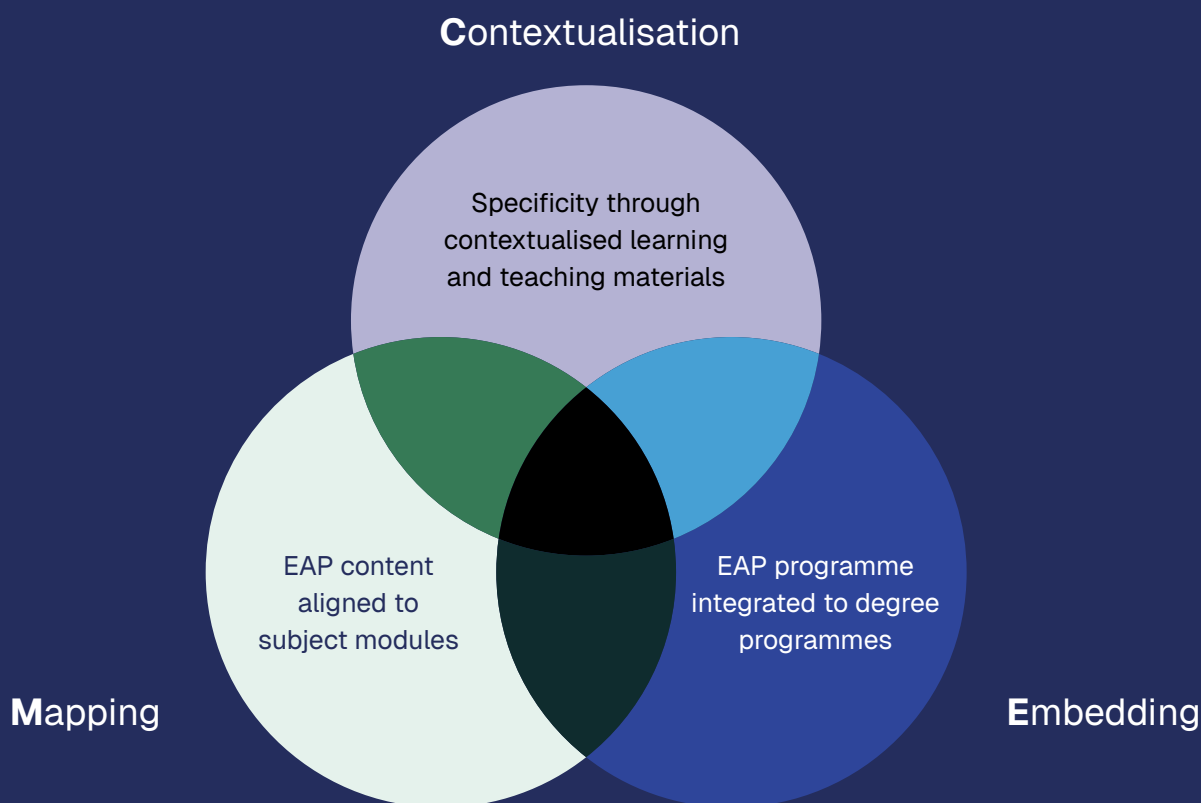 Contextualisation
Specificity through
contextualised learning
and teaching materials
EAP content
aligned to
subject modules
EAP programme
integrated to degree
programmes
Mapping
Embedding